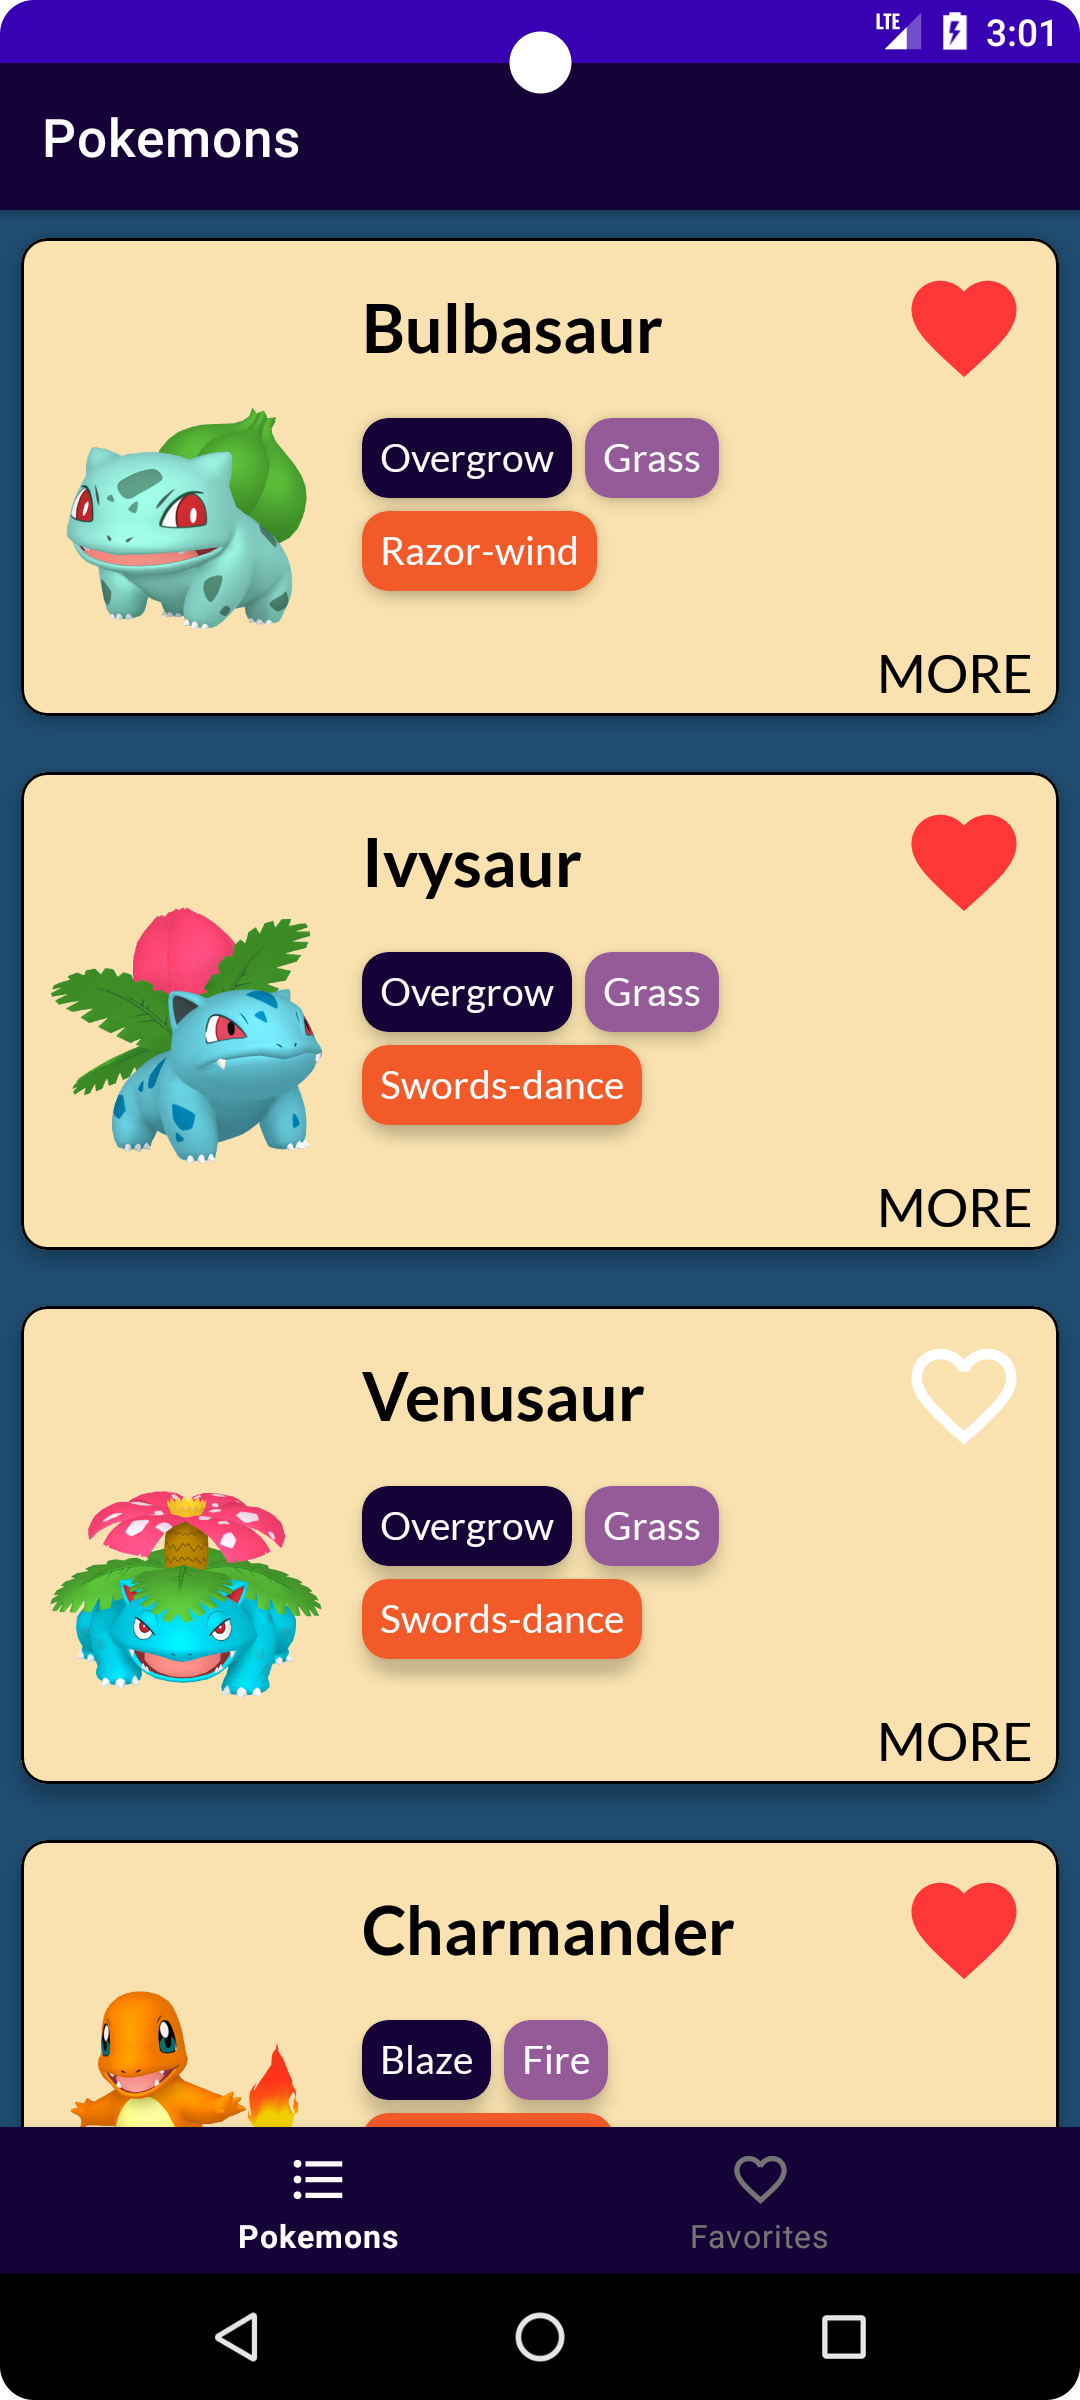 LTE 3:01
Pokemons
Bulbasaur
Overgrow Grass
Razor-wind
MORE
Ivysaur
Overgrow Grass
Swords-dance
MORE
Venusaur
Overgrow Grass
Swords-dance
MORE
Charmander
Blaze Fire
Pokemons Favorites